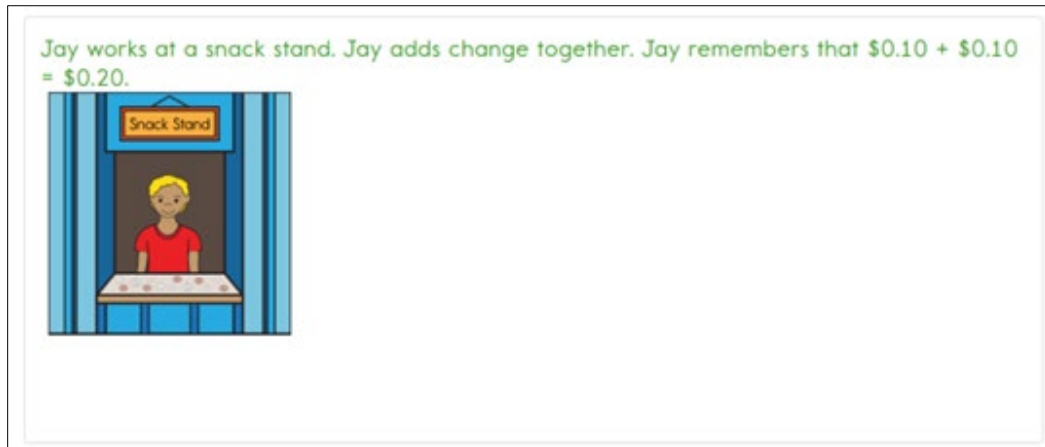 Jay works at a snack stand. Jay adds change together. Jay remembers that $0.10 + $0.10
= $0.20.
Snack Stand